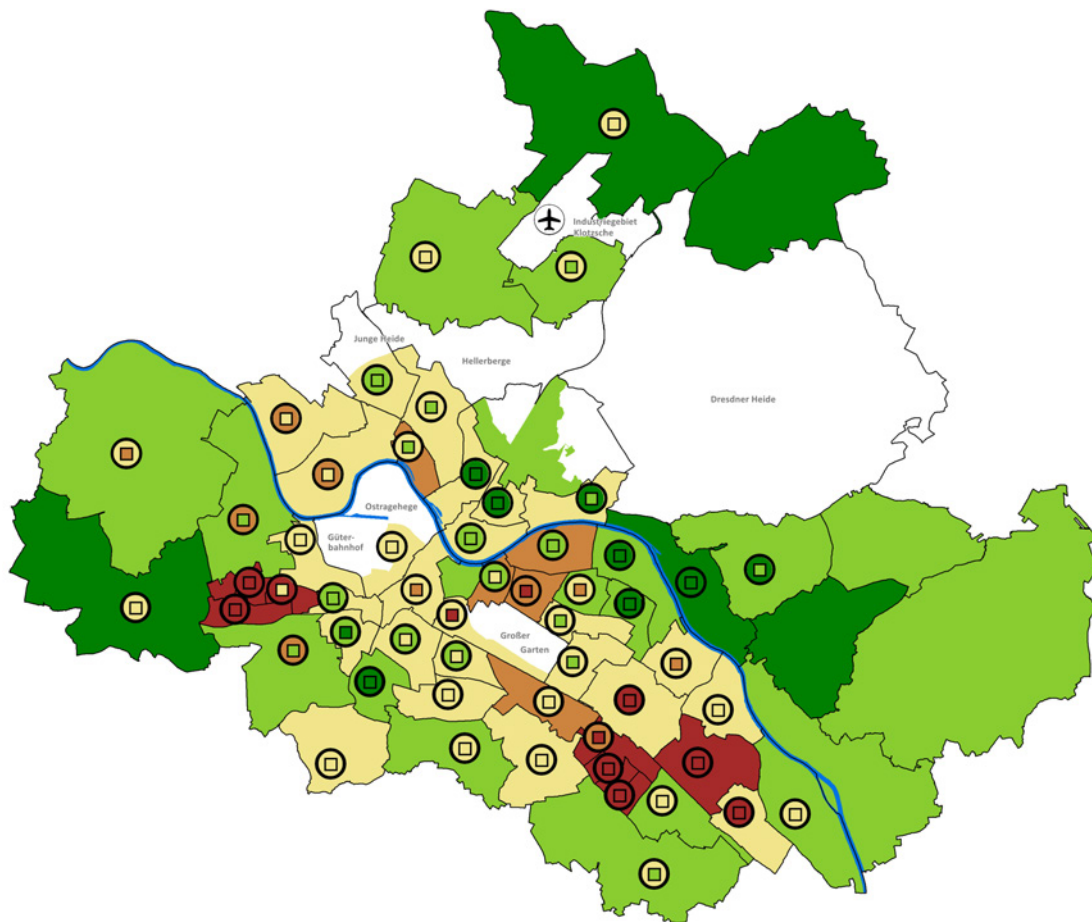 Industriegebiet
Klotzsche
Junge Heide
Hellerberge
Dresdner Heide
Ostragehege
Güter-
bahnhof
Großer
Garten